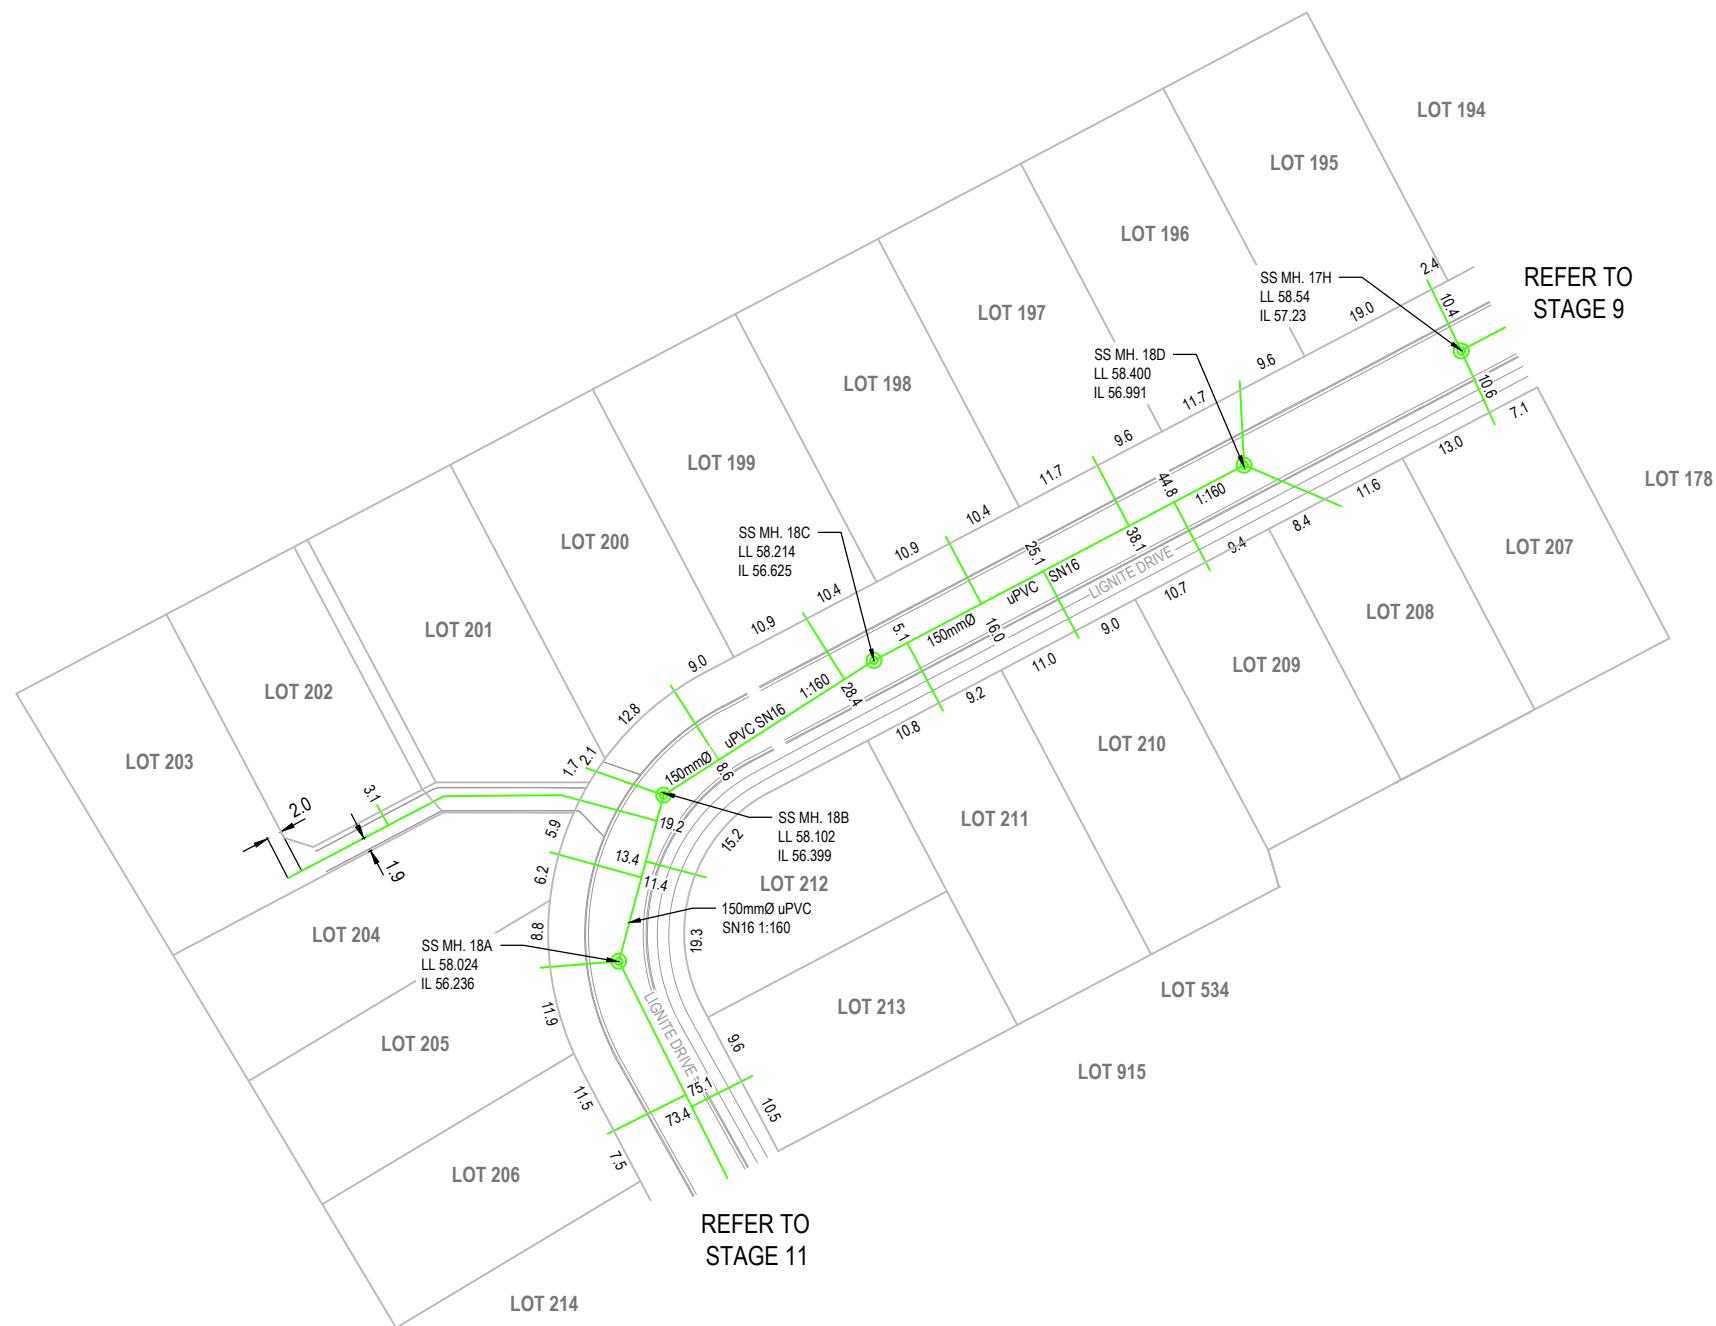 LOT 194
LOT 195
LOT 196
LOT 197
LOT 198
LOT 199
LOT 200
LOT 201
LOT 202
LOT 203
REFER TO
STAGE 9
SS MH. 17H
LL 58.54
IL 57.23
2.4
10.4
19.0
10.6
7.1
13.0
SS MH. 18D
LL 58.400
IL 56.991
9.6
11.7
9.6
11.7
10.4
10.9
10.4
10.9
9.0
12.8
2.1
1.7
LOT 178
LOT 207
LOT 208
LOT 209
LOT 210
LOT 211
LOT 212
LOT 213
LOT 534
LOT 915
11.6
8.4
9.4
10.7
9.0
11.0
9.2
10.8
15.2
19.3
9.6
10.5
44.8
1:160
38.1
25.1
SN16
uPVC
150mmØ
16.0
5.1
LIGNITE DRIVE
SS MH. 18C
LL 58.214
IL 56.625
28.4
1:160
uPVC SN16
150mmØ
8.6
SS MH. 18B
LL 58.102
IL 56.399
19.2
13.4
11.4
150mmØ uPVC
SN16 1:160
3.1
2.0
1.9
5.9
6.2
8.8
LOT 204
SS MH. 18A
LL 58.024
IL 56.236
11.9
LOT 205
11.5
LOT 206
7.5
LIGNITE DRIVE
75.1
73.4
REFER TO
STAGE 11
LOT 214